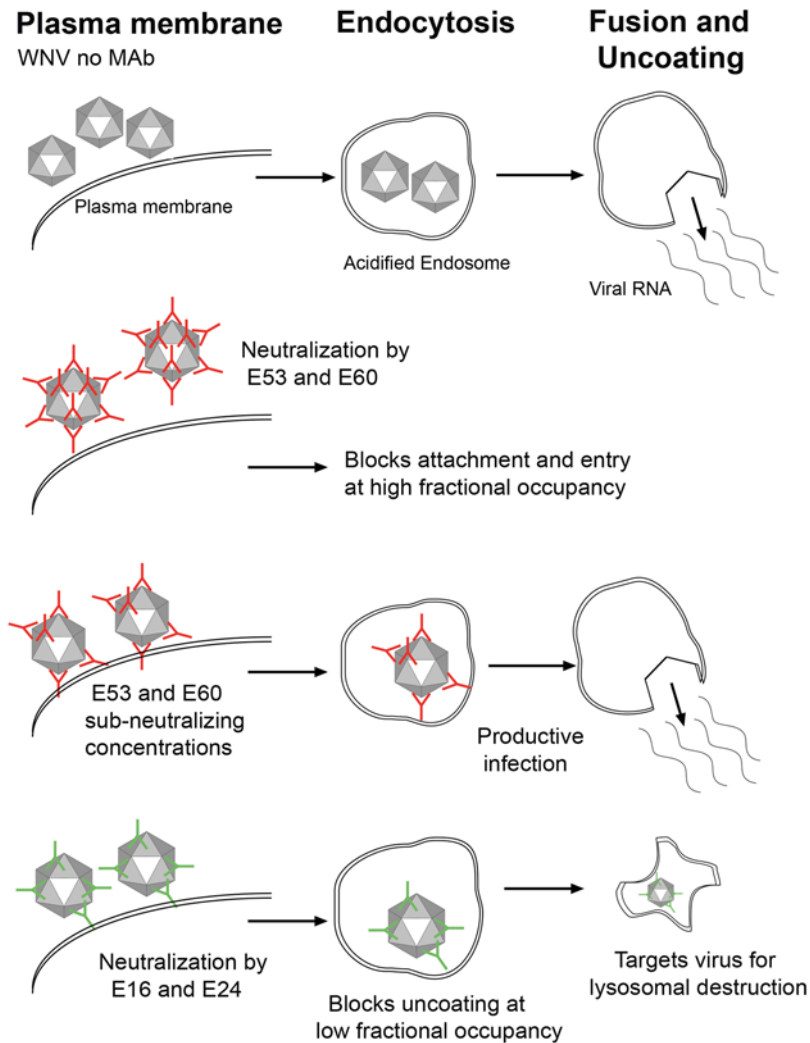 Plasma membrane
Endocytosis
Fusion and
Uncoating
WNV no MAb
Plasma membrane
Acidified Endosome
Viral RNA
Neutralization by
E53 and E60
Blocks attachment and entry
at high fractional occupancy
E53 and E60
sub-neutralizing
concentrations
Productive
infection
Neutralization by
E16 and E24
Blocks uncoating at
low fractional occupancy
Targets virus for
lysosomal destruction